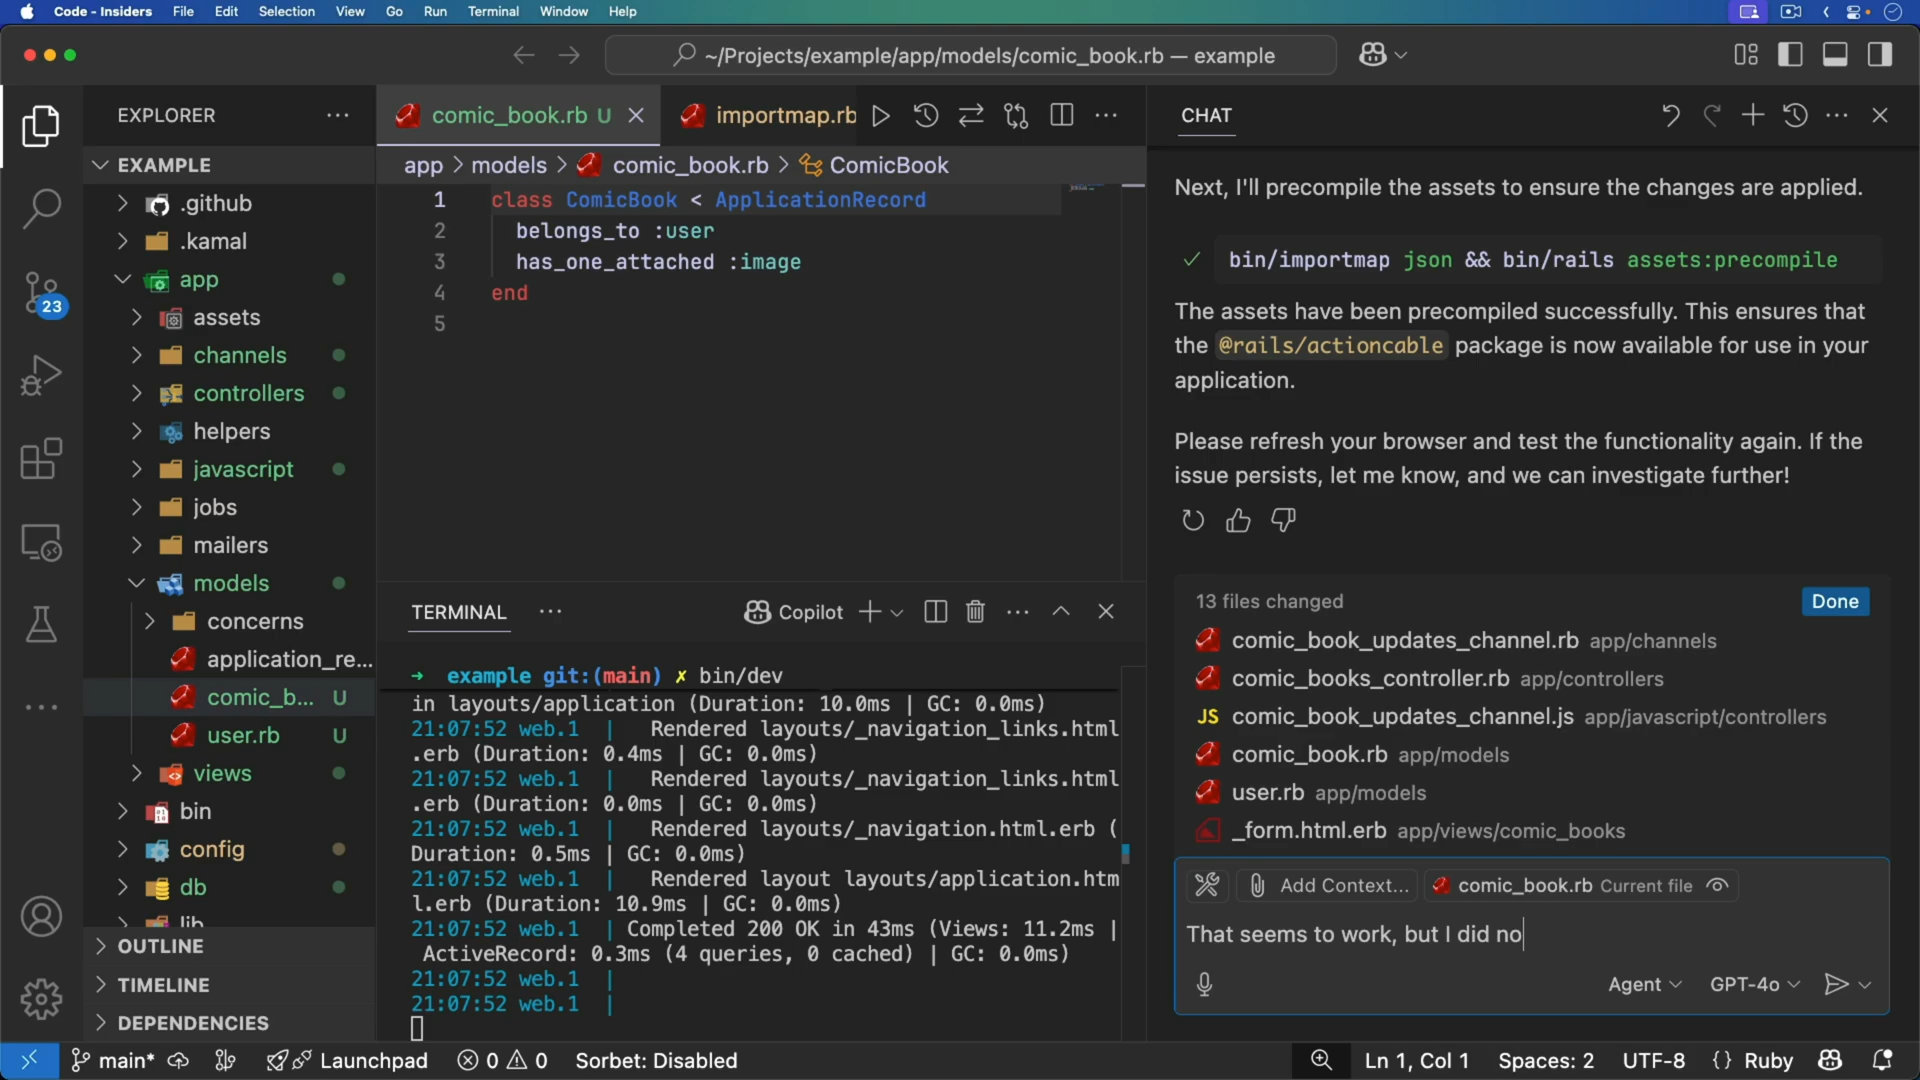 Code - Insiders File Edit Selection View Go Run Terminal Window Help
~/Projects/example/app/models/comic_book.rb — example
EXPLORER
EXAMPLE
.github
.kamal
app
assets
channels
controllers
helpers
javascript
jobs
mailers
models
concerns
application_re...
comic_b... U
user.rb U
views
bin
config
db
lib
OUTLINE
TIMELINE
DEPENDENCIES
23
comic_book.rb U
importmap.rb
app > models > comic_book.rb > ComicBook
1 class ComicBook < ApplicationRecord
2 belongs_to :user
3 has_one_attached :image
4 end
5
TERMINAL
Copilot
→ example git:(main) ✗ bin/dev
in layouts/application (Duration: 10.0ms | GC: 0.0ms)
21:07:52 web.1 | Rendered layouts/_navigation_links.html
.erb (Duration: 0.4ms | GC: 0.0ms)
21:07:52 web.1 | Rendered layouts/_navigation_links.html
.erb (Duration: 0.0ms | GC: 0.0ms)
21:07:52 web.1 | Rendered layouts/_navigation.html.erb (
Duration: 0.5ms | GC: 0.0ms)
21:07:52 web.1 | Rendered layout layouts/application.htm
l.erb (Duration: 10.9ms | GC: 0.0ms)
21:07:52 web.1 | Completed 200 OK in 43ms (Views: 11.2ms |
ActiveRecord: 0.3ms (4 queries, 0 cached) | GC: 0.0ms)
21:07:52 web.1 |
21:07:52 web.1 |
CHAT
Next, I'll precompile the assets to ensure the changes are applied.
✓ bin/importmap json && bin/rails assets:precompile
The assets have been precompiled successfully. This ensures that
the @rails/actioncable package is now available for use in your
application.
Please refresh your browser and test the functionality again. If the
issue persists, let me know, and we can investigate further!
13 files changed
Done
comic_book_updates_channel.rb app/channels
comic_books_controller.rb app/controllers
JS comic_book_updates_channel.js app/javascript/controllers
comic_book.rb app/models
user.rb app/models
_form.html.erb app/views/comic_books
Add Context...
comic_book.rb Current file
That seems to work, but I did no
Agent
GPT-4o
main*
Launchpad
0
0
Sorbet: Disabled
Ln 1, Col 1
Spaces: 2
UTF-8
{} Ruby